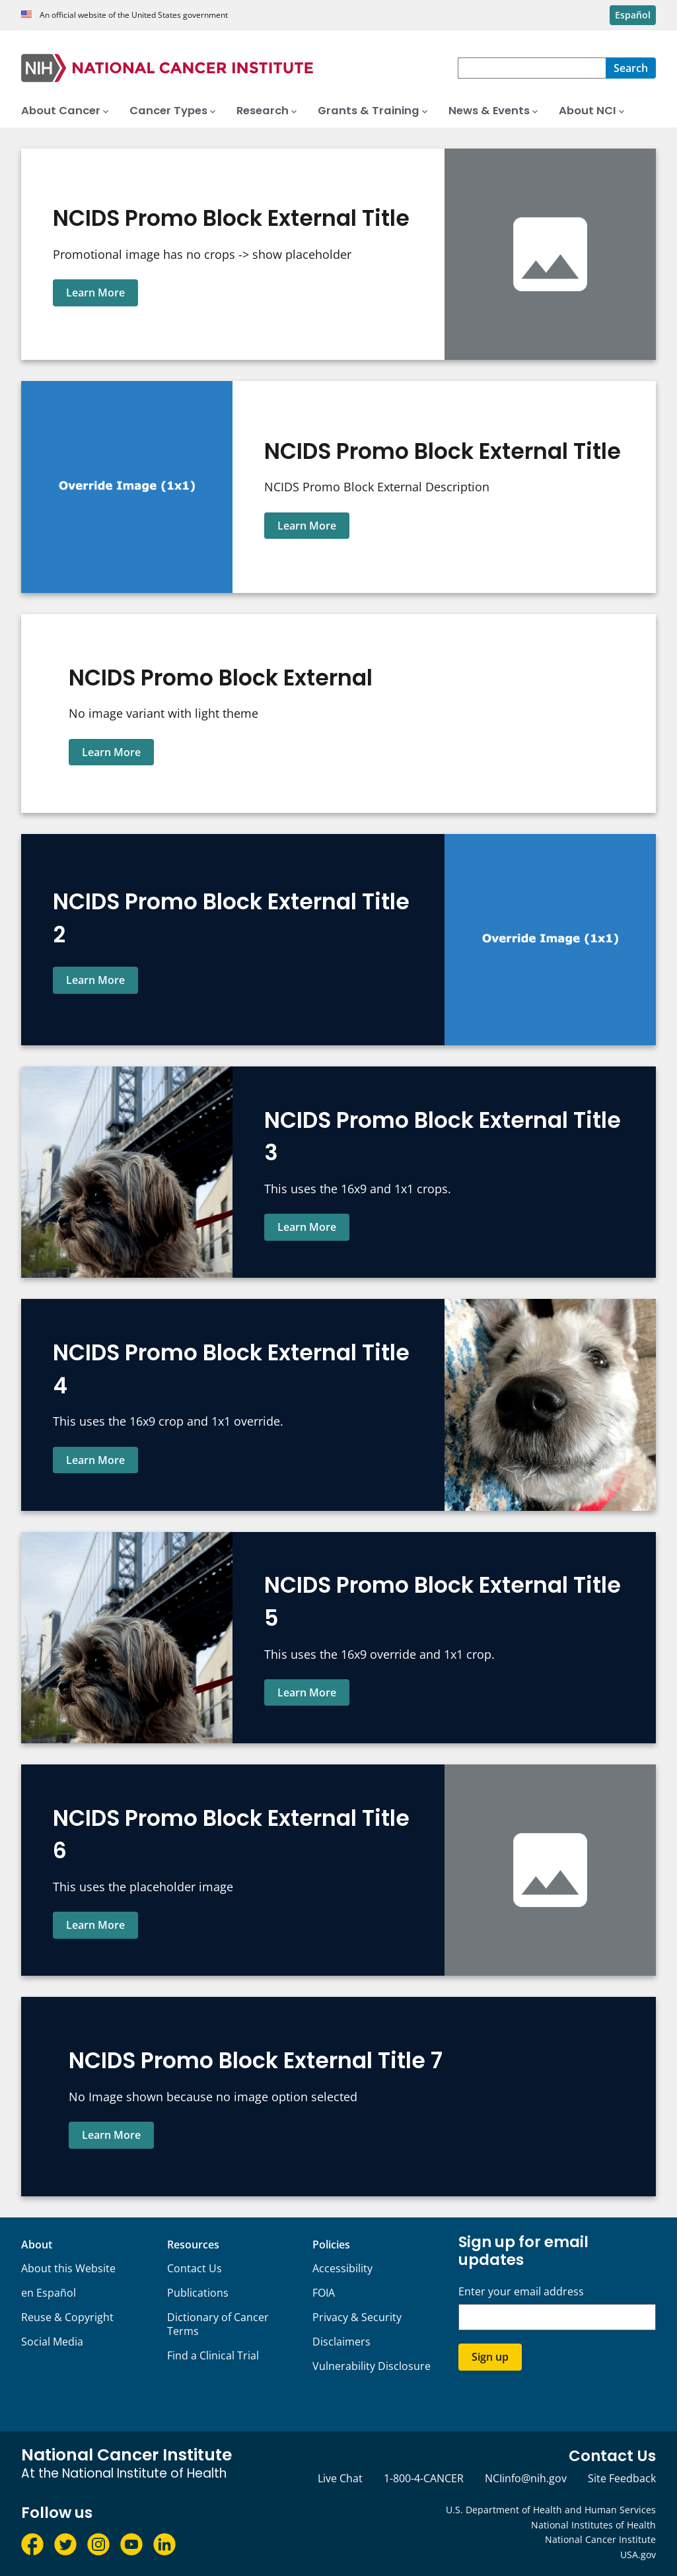 An official website of the United States government
Español
NIH NATIONAL CANCER INSTITUTE
Search
About Cancer
Cancer Types
Research
Grants & Training
News & Events
About NCI
NCIDS Promo Block External Title
Promotional image has no crops -> show placeholder
Learn More
Override Image (1x1)
NCIDS Promo Block External Title
NCIDS Promo Block External Description
Learn More
NCIDS Promo Block External
No image variant with light theme
Learn More
NCIDS Promo Block External Title
2
Learn More
Override Image (1x1)
NCIDS Promo Block External Title
3
This uses the 16x9 and 1x1 crops.
Learn More
NCIDS Promo Block External Title
4
This uses the 16x9 crop and 1x1 override.
Learn More
NCIDS Promo Block External Title
5
This uses the 16x9 override and 1x1 crop.
Learn More
NCIDS Promo Block External Title
6
This uses the placeholder image
Learn More
NCIDS Promo Block External Title 7
No Image shown because no image option selected
Learn More
About
About this Website
en Español
Reuse & Copyright
Social Media
Resources
Contact Us
Publications
Dictionary of Cancer
Terms
Find a Clinical Trial
Policies
Accessibility
FOIA
Privacy & Security
Disclaimers
Vulnerability Disclosure
Sign up for email
updates
Enter your email address
Sign up
National Cancer Institute
At the National Institute of Health
Contact Us
Live Chat
1-800-4-CANCER
NCIinfo@nih.gov
Site Feedback
Follow us
U.S. Department of Health and Human Services
National Institutes of Health
National Cancer Institute
USA.gov